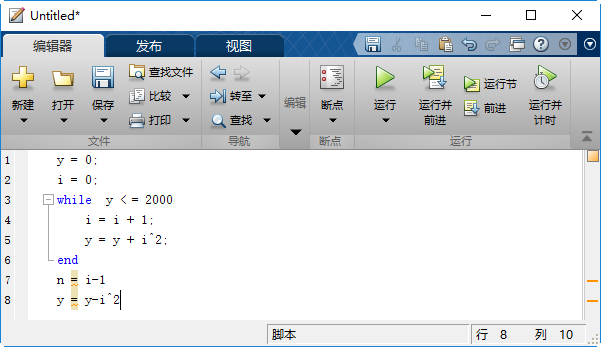 Untitled*
编辑器 发布 视图
新建 打开 保存 查找文件 比较 打印 转至 查找 编辑 断点 运行 运行并前进 运行节 前进 运行并计时
文件 导航 断点 运行
1 y = 0;
2 i = 0;
3 while y < = 2000
4 i = i + 1;
5 y = y + i^2;
6 end
7 n = i-1
8 y = y-i^2
脚本 行 8 列 10